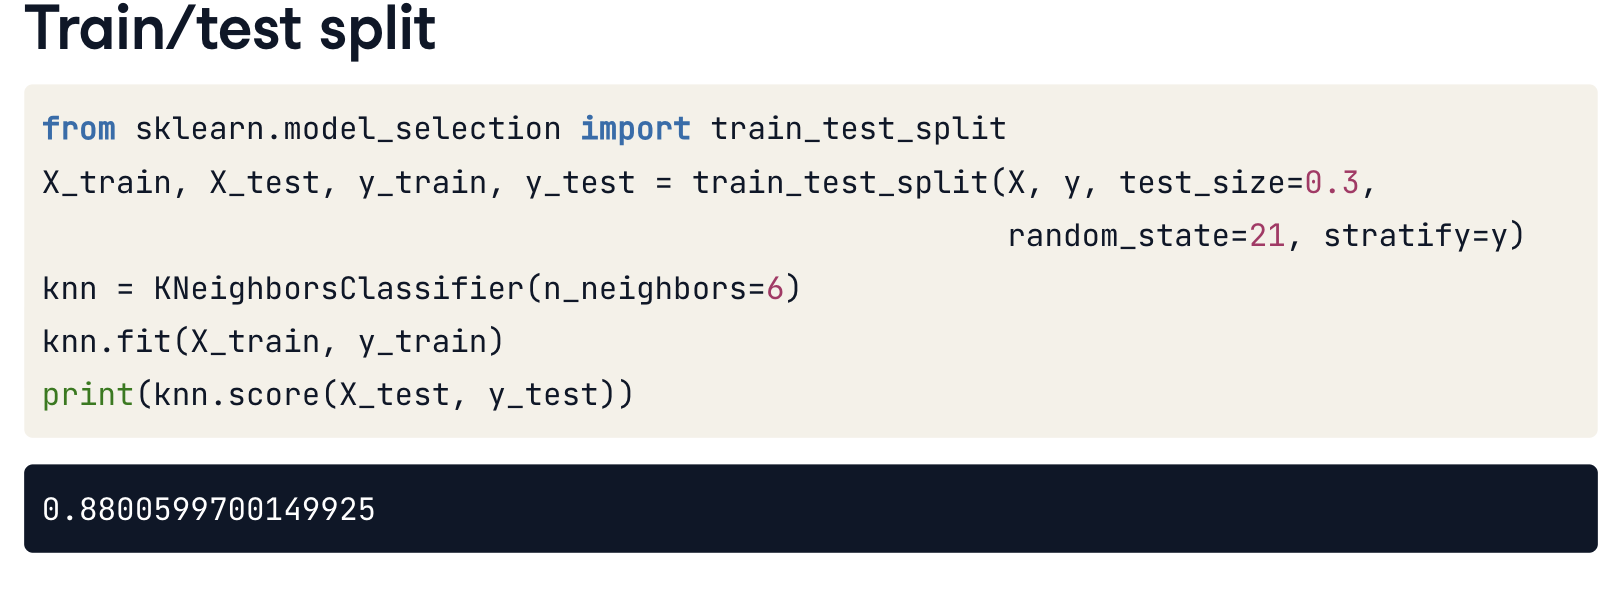 Train/test split
from sklearn.model_selection import train_test_split
X_train, X_test, y_train, y_test = train_test_split(X, y, test_size=0.3,
random_state=21, stratify=y)
knn = KNeighborsClassifier(n_neighbors=6)
knn.fit(X_train, y_train)
print(knn.score(X_test, y_test))
0.8800599700149925